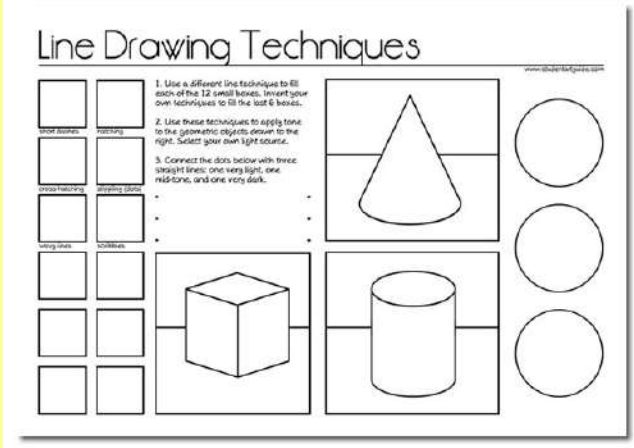 Line Drawing Techniques
www.studentartguide.com
1. Use a different line technique to fill
each of the 12 small boxes. Invent your
own techniques to fill the last 6 boxes.
2. Use these techniques to apply tone
to the geometric objects drawn to the
right. Select your own light source.
3. Connect the dots below with three
straight lines: one very light, one
mid-tone, and one very dark.
short dashes
hatching
cross-hatching
stippling (dots)
wavy lines
scribbles